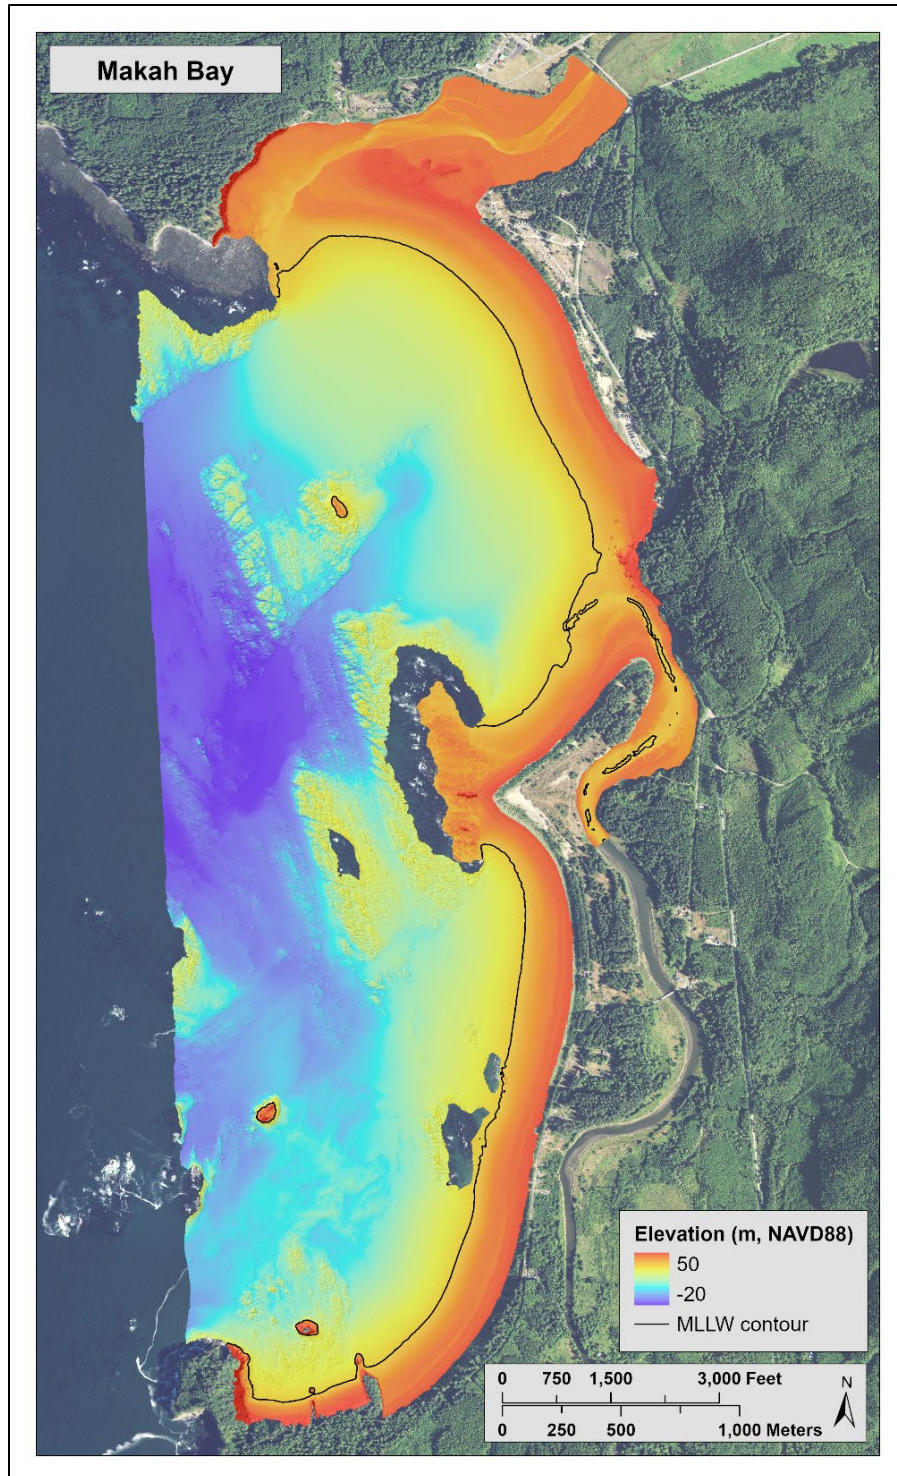 Makah Bay
Elevation (m, NAVD88)
50
-20
MLLW contour
0 750 1,500 3,000 Feet
N
0 250 500 1,000 Meters